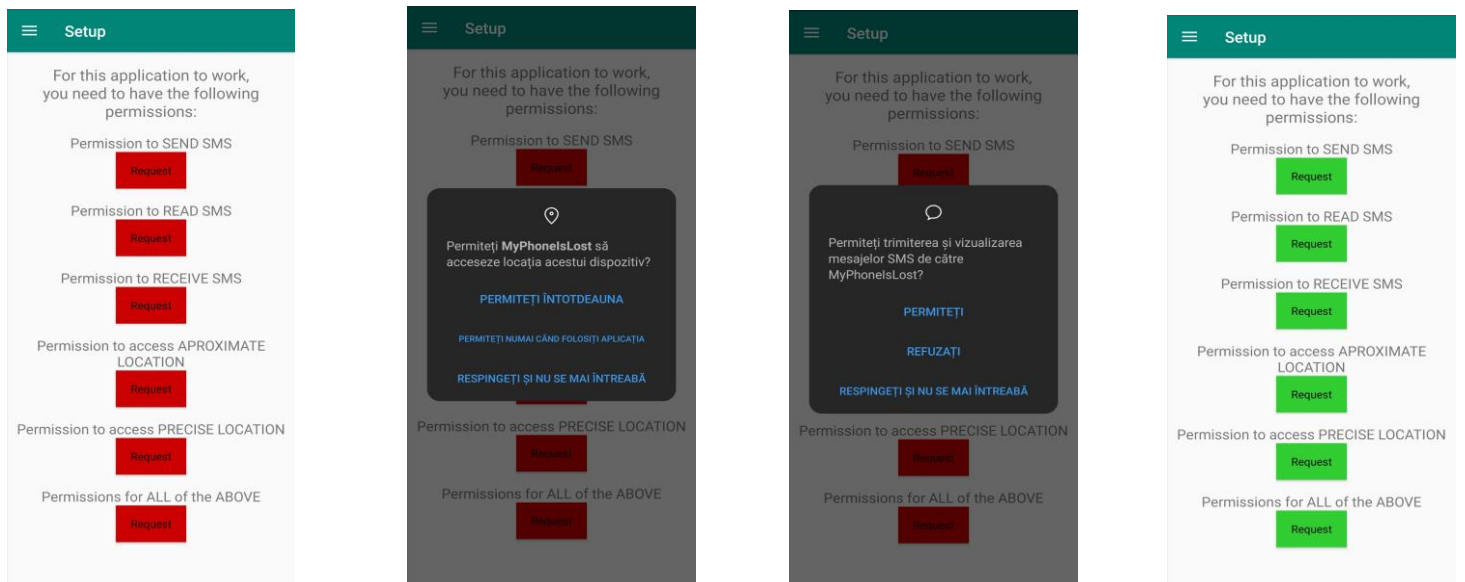 Setup
For this application to work,
you need to have the following
permissions:
Permission to SEND SMS
Request
Permission to READ SMS
Request
Permission to RECEIVE SMS
Request
Permission to access APROXIMATE
LOCATION
Request
Permission to access PRECISE LOCATION
Request
Permissions for ALL of the ABOVE
Request
Setup
For this application to work,
you need to have the following
permissions:
Permission to SEND SMS
Request
Permiteți MyPhoneIsLost să
acceseze locația acestui dispozitiv?
PERMITEȚI ÎNTOTDEAUNA
PERMITEȚI NUMAI CÂND FOLOSIȚI APLICAȚIA
RESPINGEȚI ȘI NU SE MAI ÎNTREABĂ
Permission to access PRECISE LOCATION
Request
Permissions for ALL of the ABOVE
Request
Setup
For this application to work,
you need to have the following
permissions:
Permission to SEND SMS
Request
Permiteți trimiterea și vizualizarea
mesajelor SMS de către
MyPhoneIsLost?
PERMITEȚI
REFUZAȚI
RESPINGEȚI ȘI NU SE MAI ÎNTREABĂ
Permission to access PRECISE LOCATION
Request
Permissions for ALL of the ABOVE
Request
Setup
For this application to work,
you need to have the following
permissions:
Permission to SEND SMS
Request
Permission to READ SMS
Request
Permission to RECEIVE SMS
Request
Permission to access APROXIMATE
LOCATION
Request
Permission to access PRECISE LOCATION
Request
Permissions for ALL of the ABOVE
Request